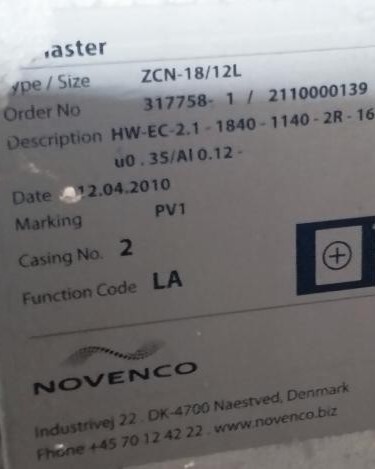 aster
ype / Size ZCN-18/12L
Order No 317758- 1 / 2110000139
Description HW-EC-2.1 - 1840 - 1140 - 2R - 16
u0 . 35/Al 0.12 -
Date 12.04.2010
Marking PV1
Casing No. 2
Function Code LA
NOVENCO
Industrivej 22 . DK-4700 Naestved, Denmark
Phone +45 70 12 42 22 . www.novenco.biz